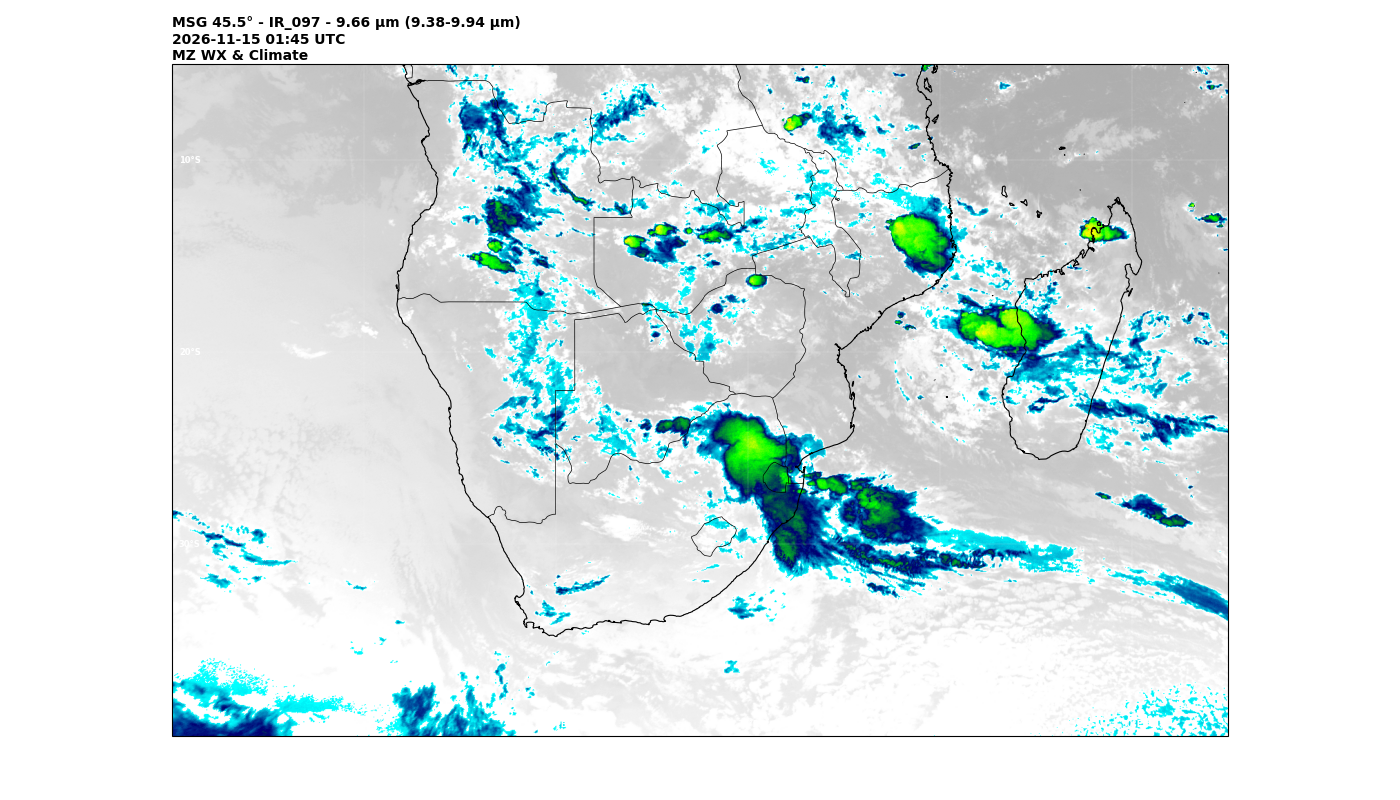 MSG 45.5° - IR_097 - 9.66 µm (9.38-9.94 µm)
2026-11-15 01:45 UTC
MZ WX & Climate
10°S
20°S